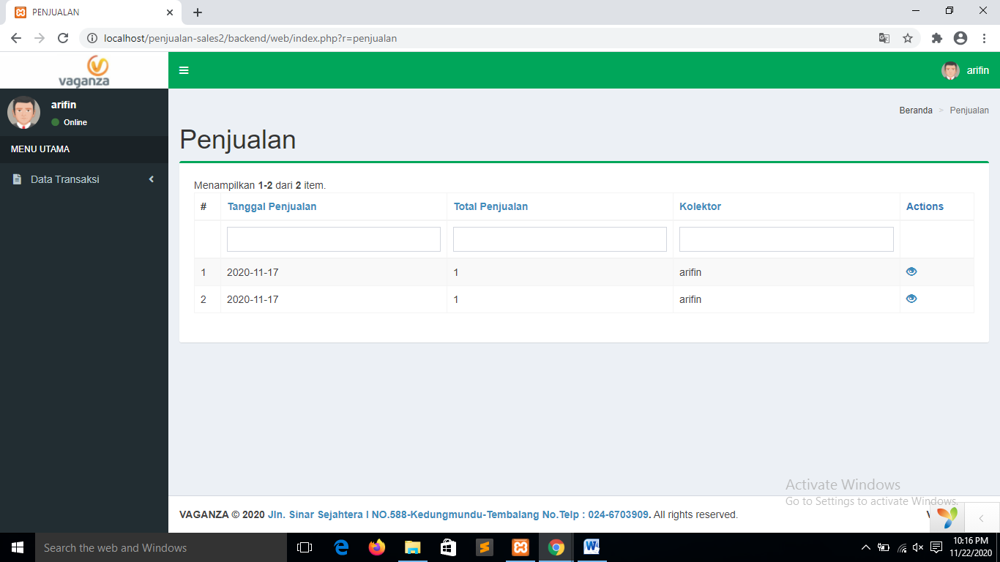 PENJUALAN
localhost/penjualan-sales2/backend/web/index.php?r=penjualan
vaganza
arifin
arifin
Online
MENU UTAMA
Data Transaksi
Beranda > Penjualan
Penjualan
Menampilkan 1-2 dari 2 item.
# Tanggal Penjualan Total Penjualan Kolektor Actions
1 2020-11-17 1 arifin
2 2020-11-17 1 arifin
Activate Windows
Go to Settings to activate Windows.
VAGANZA © 2020 Jln. Sinar Sejahtera I NO.588-Kedungmundu-Tembalang No.Telp : 024-6703909. All rights reserved.
Search the web and Windows
10:16 PM
11/22/2020